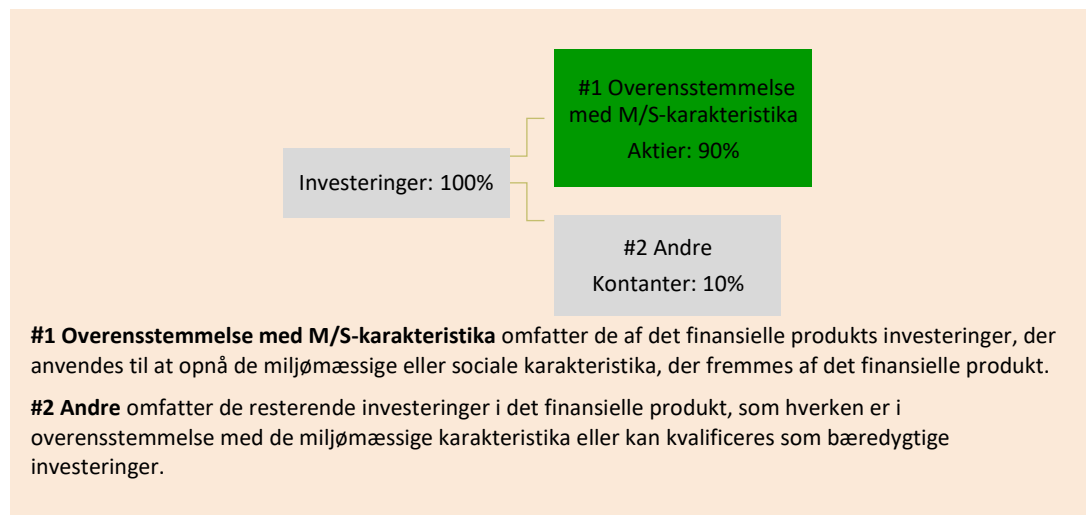 #1 Overensstemmelse
med M/S-karakteristika
Aktier: 90%
Investeringer: 100%
#2 Andre
Kontanter: 10%
#1 Overensstemmelse med M/S-karakteristika omfatter de af det finansielle produkts investeringer, der
anvendes til at opnå de miljømæssige eller sociale karakteristika, der fremmes af det finansielle produkt.
#2 Andre omfatter de resterende investeringer i det finansielle produkt, som hverken er i
overensstemmelse med de miljømæssige karakteristika eller kan kvalificeres som bæredygtige
investeringer.